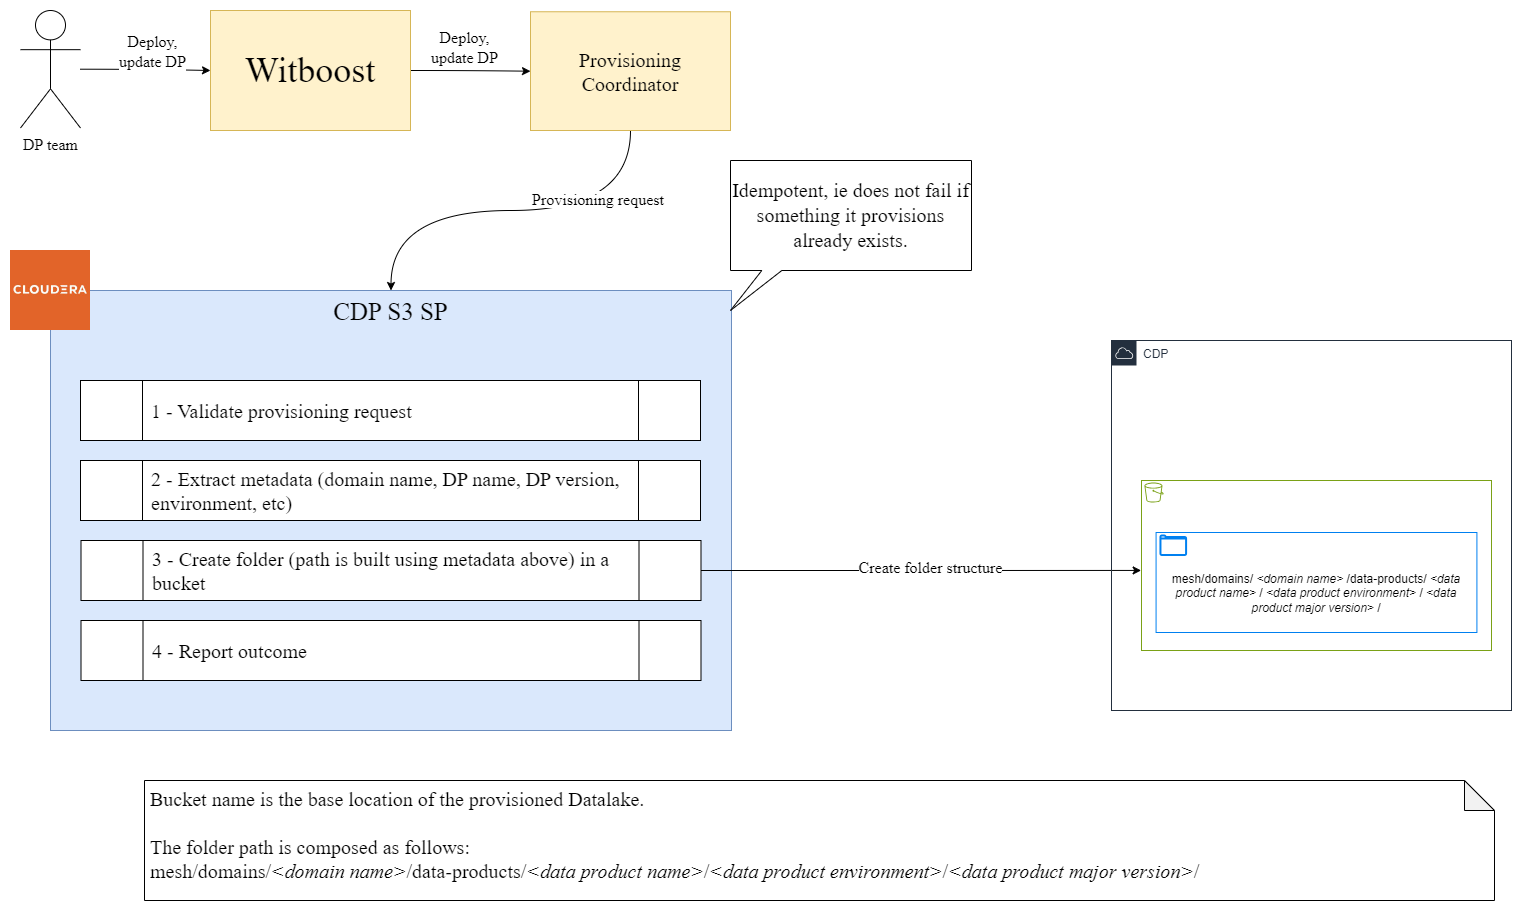 Deploy,
update DP
Witboost
Deploy,
update DP
Provisioning
Coordinator
DP team
Provisioning request
Idempotent, ie does not fail if
something it provisions
already exists.
CLOUDERA
CDP S3 SP
1 - Validate provisioning request
2 - Extract metadata (domain name, DP name, DP version,
environment, etc)
3 - Create folder (path is built using metadata above) in a
bucket
4 - Report outcome
Create folder structure
CDP
mesh/domains/ <domain name> /data-products/ <data
product name> / <data product environment> / <data
product major version> /
Bucket name is the base location of the provisioned Datalake.
The folder path is composed as follows:
mesh/domains/<domain name>/data-products/<data product name>/<data product environment>/<data product major version>/